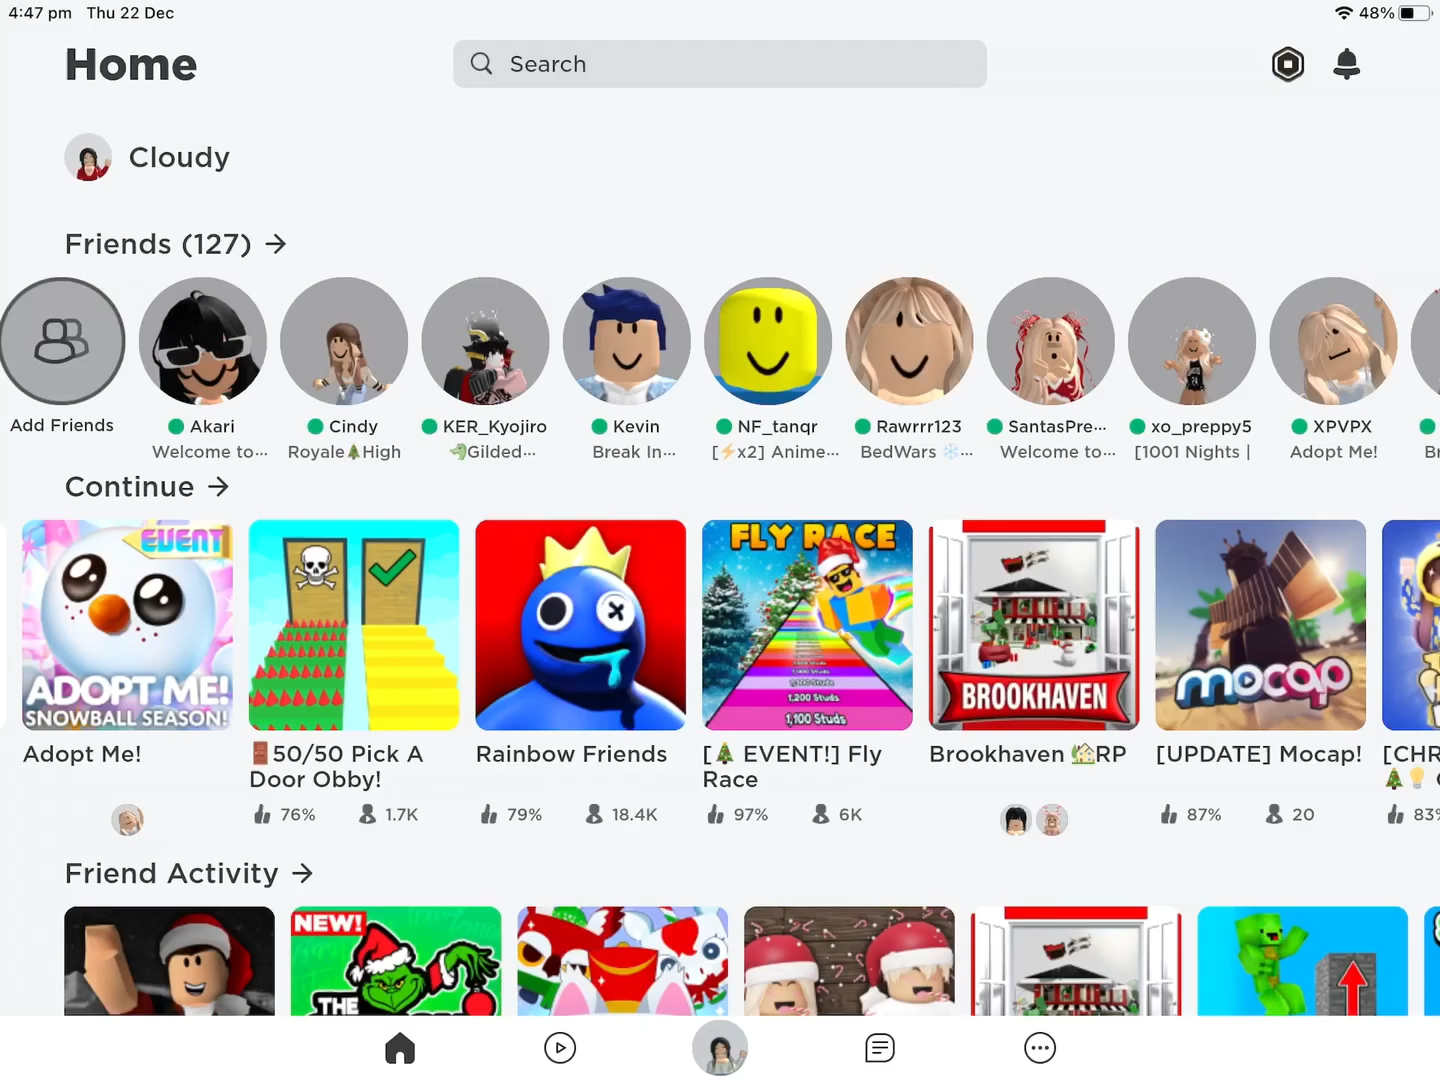 4:47 pm Thu 22 Dec 48%
Home
Search
Cloudy
Friends (127)
Add Friends
Akari
Cindy
KER_Kyojiro
Kevin
NF_tanqr
Rawrrr123
SantasPre...
xo_preppy5
XPVPX
Welcome to...
Royale🎄High
🐉Gilded...
Break In...
[⚡x2] Anime...
BedWars ❄️...
Welcome to...
[1001 Nights |
Adopt Me!
Br
Continue
EVENT
ADOPT ME!
SNOWBALL SEASON!
FLY RACE
1,200 Studs
1,100 Studs
BROOKHAVEN
mocap
Adopt Me!
🚪50/50 Pick A
Door Obby!
76% 1.7K
Rainbow Friends
79% 18.4K
[🎄 EVENT!] Fly
Race
97% 6K
Brookhaven 🏡RP
[UPDATE] Mocap!
87% 20
[CHR
🎄💡
83%
Friend Activity
NEW!
THE